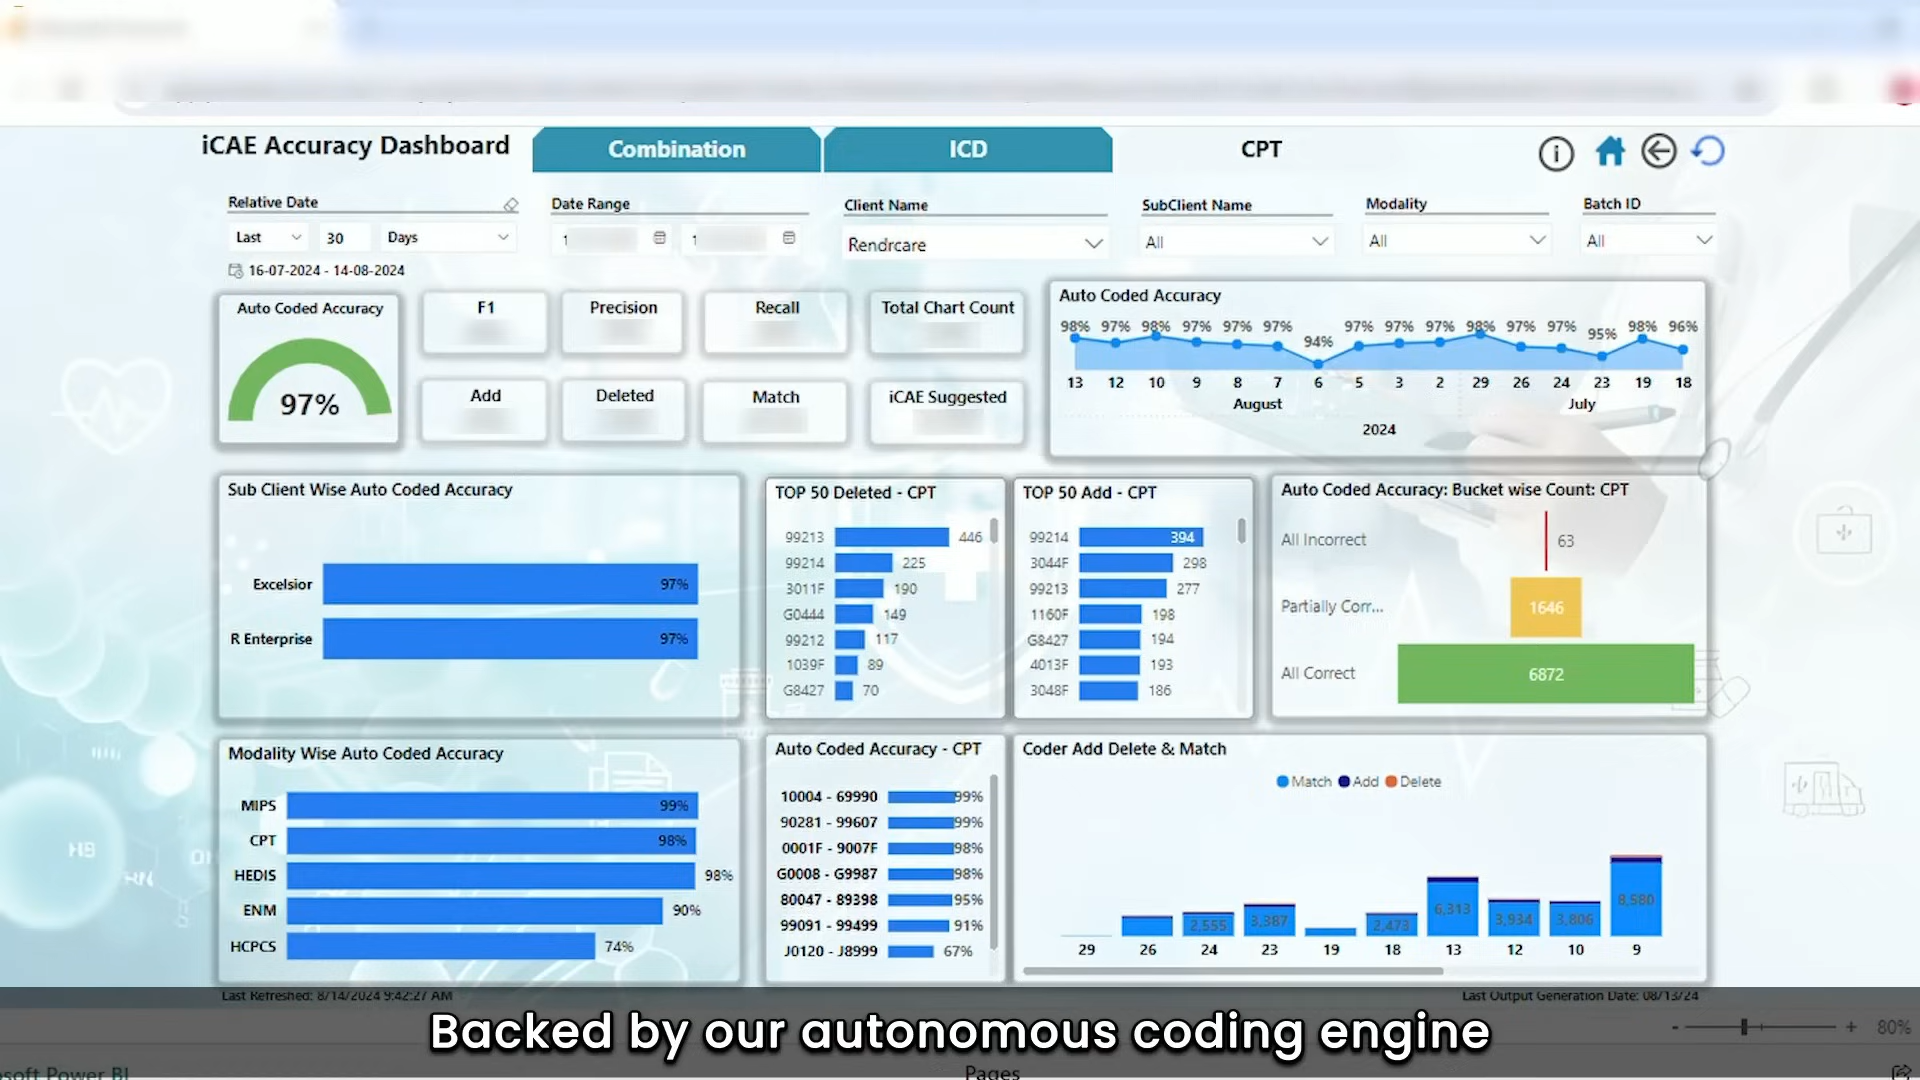 iCAE Accuracy Dashboard
Combination
ICD
CPT
Relative Date
Date Range
Client Name
SubClient Name
Modality
Batch ID
Last
30
Days
Rendrcare
All
All
All
16-07-2024 - 14-08-2024
Auto Coded Accuracy
97%
F1
Precision
Recall
Total Chart Count
Add
Deleted
Match
iCAE Suggested
Auto Coded Accuracy
98% 97% 98% 97% 97% 97% 94% 97% 97% 97% 98% 97% 97% 95% 98% 96%
13 12 10 9 8 7 6 5 3 2 29 26 24 23 19 18
August July
2024
Sub Client Wise Auto Coded Accuracy
Excelsior 97%
R Enterprise 97%
TOP 50 Deleted - CPT
99213 446
99214 225
3011F 190
G0444 149
99212 117
1039F 89
G8427 70
TOP 50 Add - CPT
99214 394
3044F 298
99213 277
1160F 198
G8427 194
4013F 193
3048F 186
Auto Coded Accuracy: Bucket wise Count: CPT
All Incorrect 63
Partially Corr... 1646
All Correct 6872
Modality Wise Auto Coded Accuracy
MIPS 99%
CPT 98%
HEDIS 98%
ENM 90%
HCPCS 74%
Auto Coded Accuracy - CPT
10004 - 69990 99%
90281 - 99607 99%
0001F - 9007F 98%
G0008 - G9987 98%
80047 - 89398 95%
99091 - 99499 91%
J0120 - J8999 67%
Coder Add Delete & Match
Match Add Delete
2,555 3,387 2,473 6,313 3,934 3,806 8,580
29 26 24 23 19 18 13 12 10 9
Last Refreshed: 8/14/2024 9:42:27 AM
Last Output Generation Date: 08/13/24
Backed by our autonomous coding engine
- + 80%
osoft Power BI
Pages